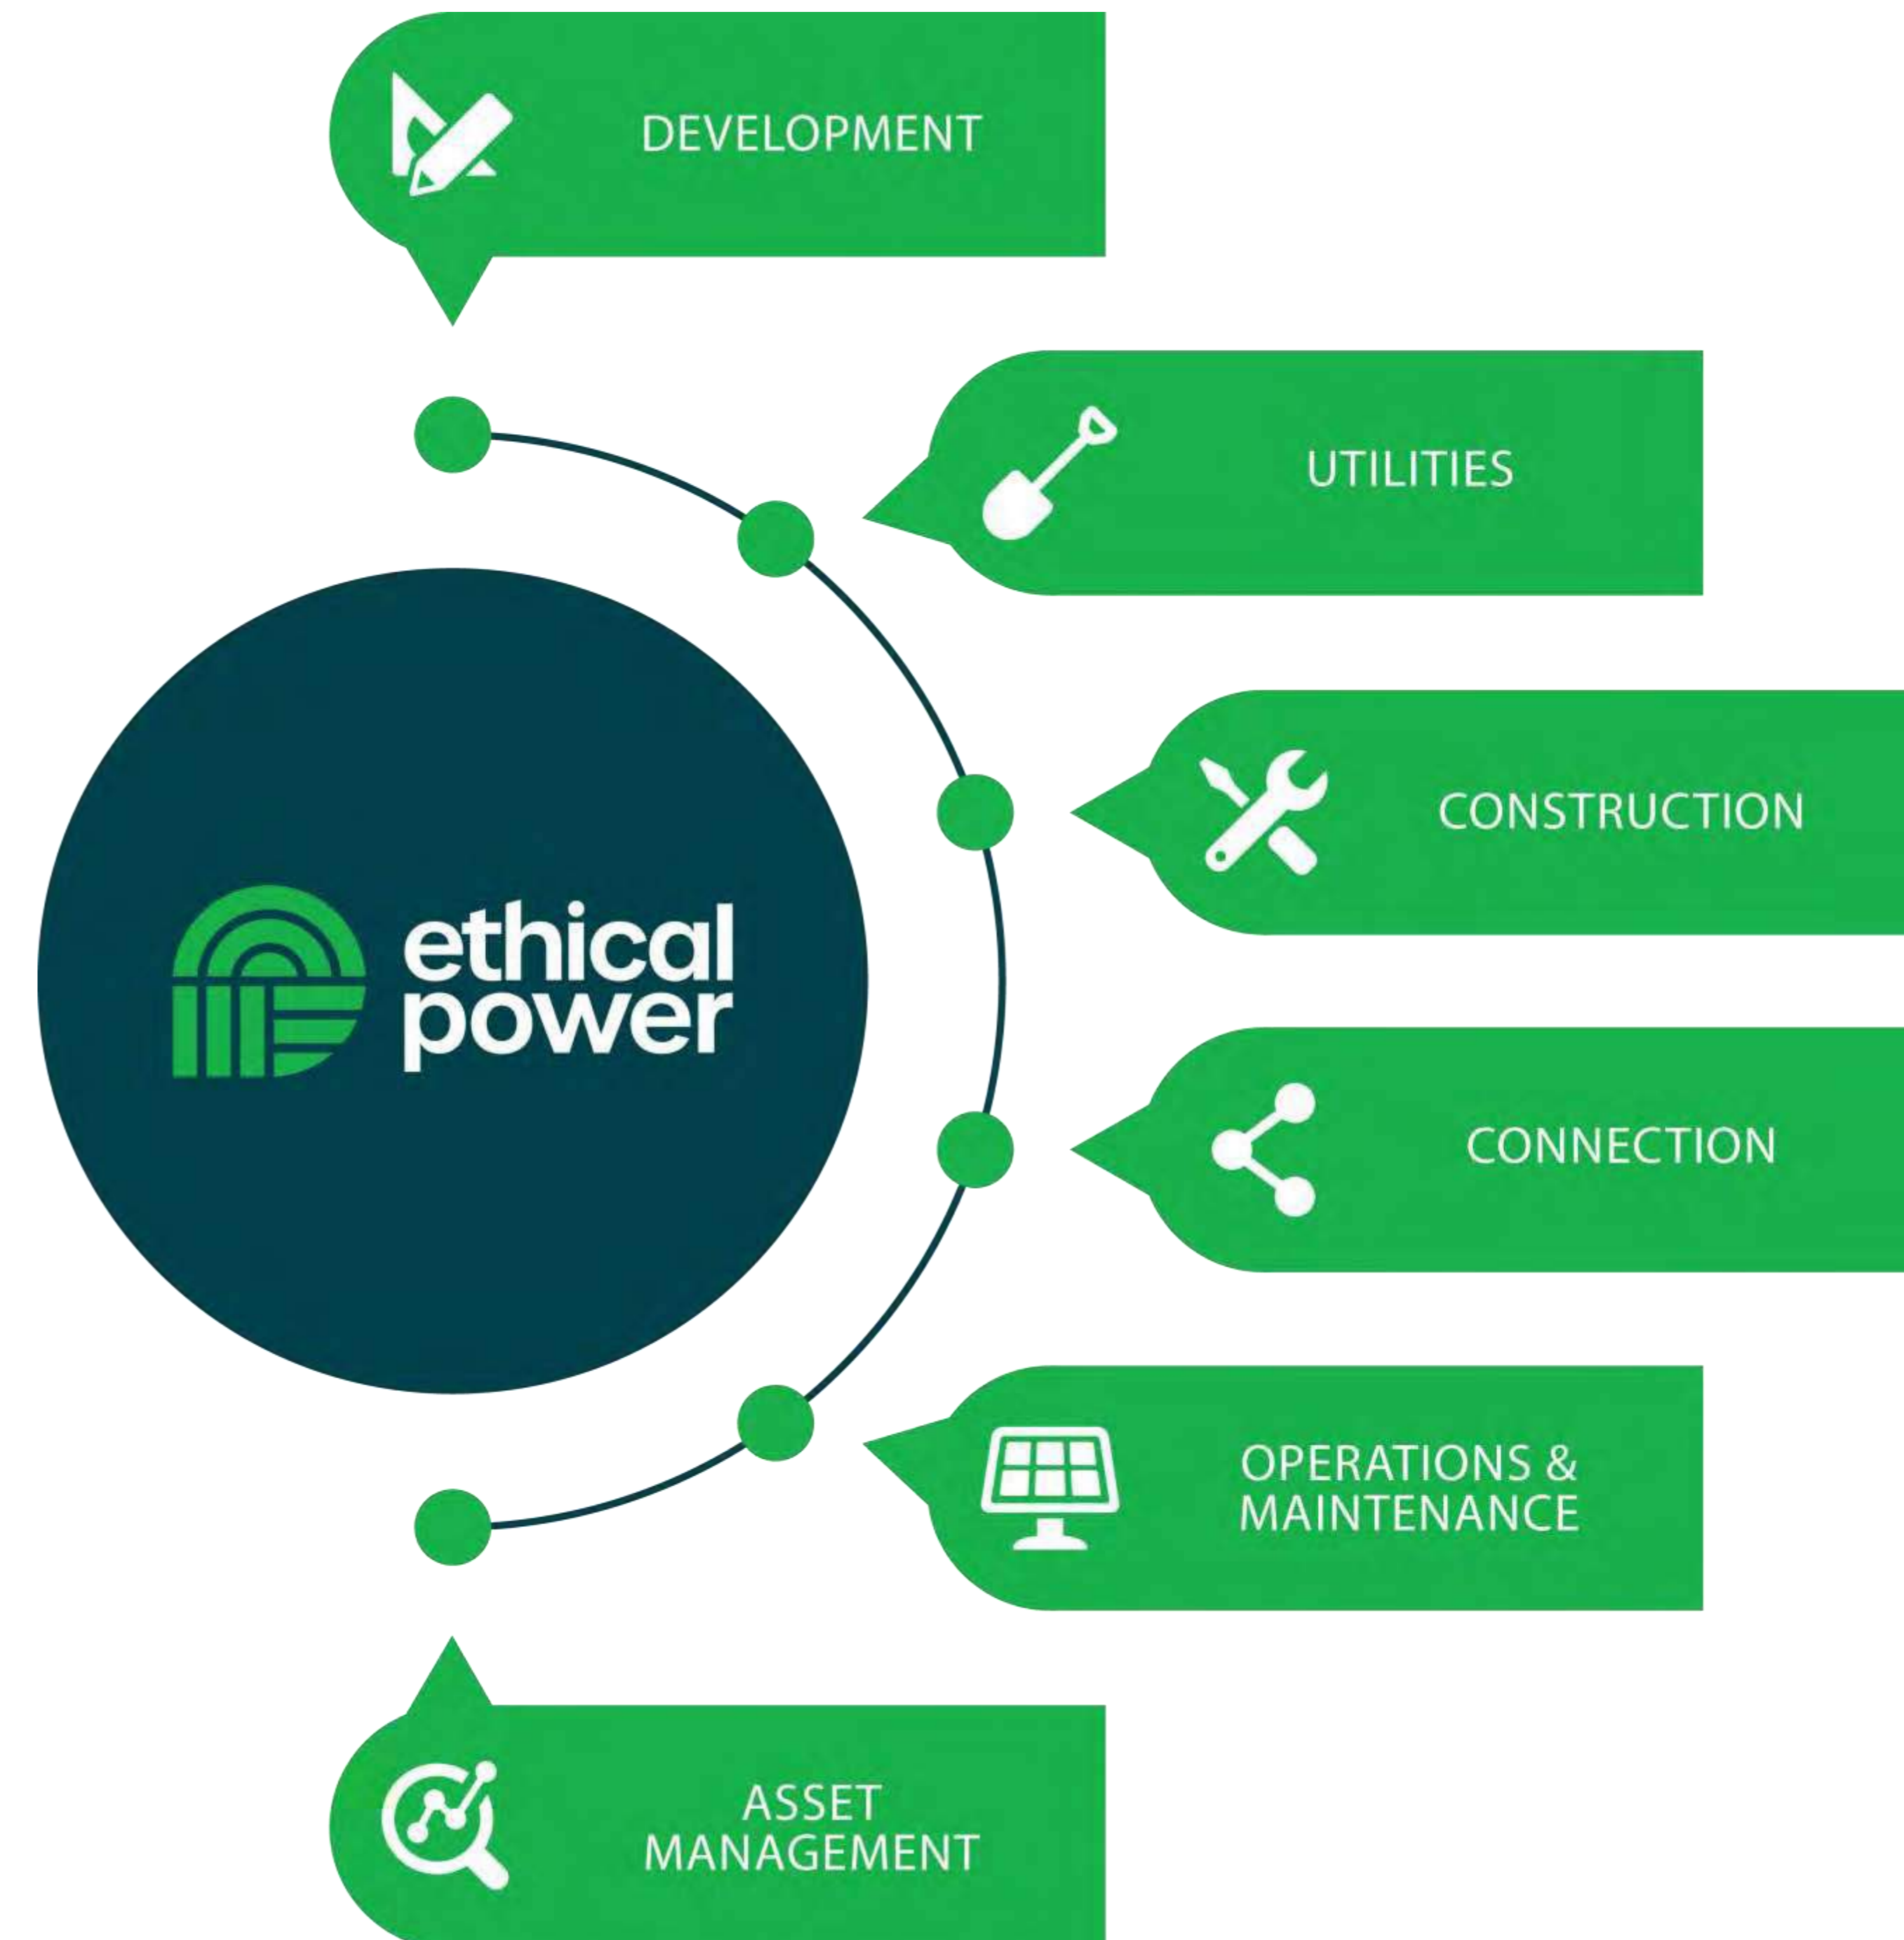 DEVELOPMENT
UTILITIES
CONSTRUCTION
ethical
power
CONNECTION
OPERATIONS &
MAINTENANCE
ASSET
MANAGEMENT